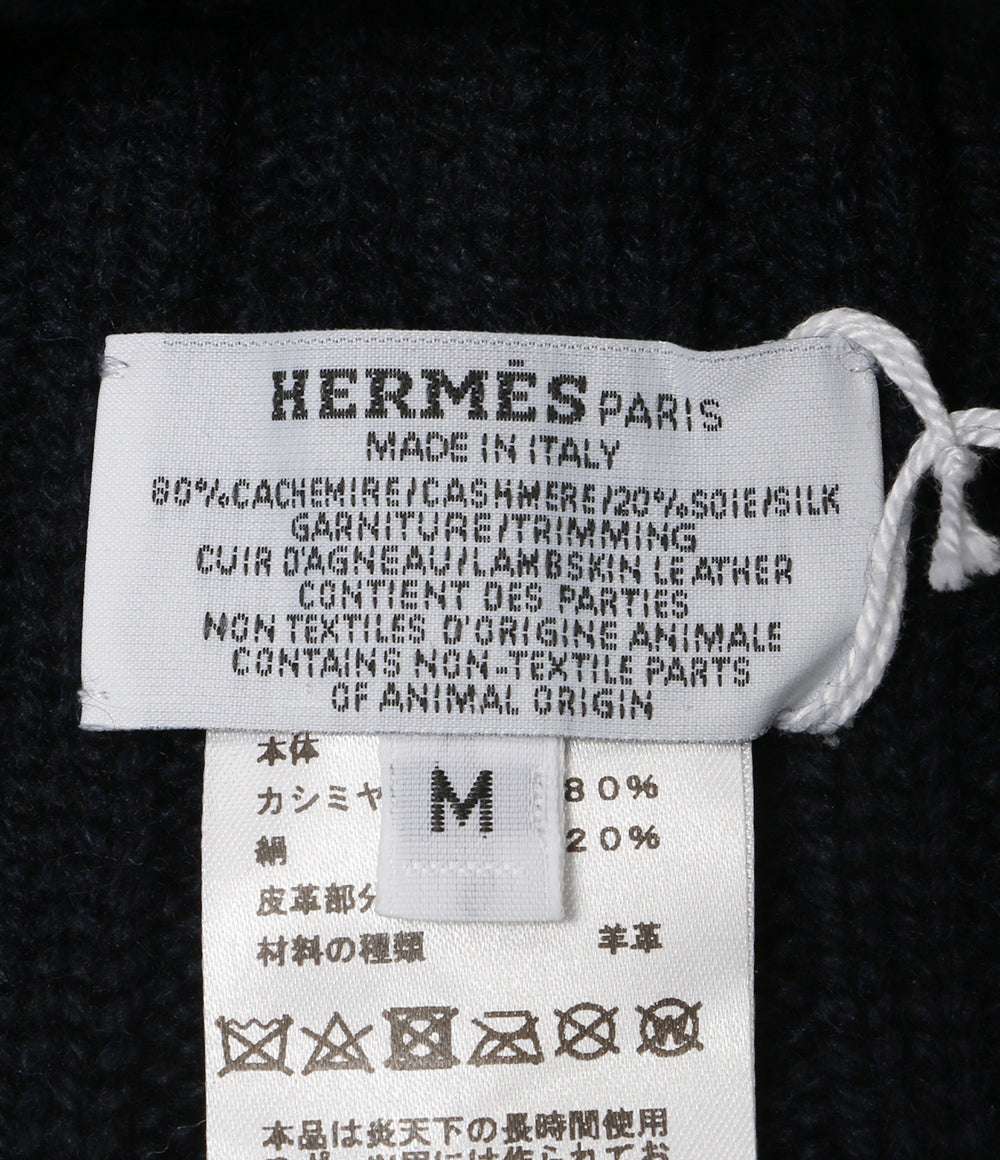 HERMÈS PARIS
MADE IN ITALY
80%CACHEMIRE/CASHMERE/20%SOIE/SILK
GARNITURE/TRIMMING
CUIR D'AGNEAU/LAMBSKIN LEATHER
CONTIENT DES PARTIES
NON TEXTILES D'ORIGINE ANIMALE
CONTAINS NON-TEXTILE PARTS
OF ANIMAL ORIGIN
M
本体
カシミヤ 80%
絹 20%
皮革部分
材料の種類 羊革
W
本品は炎天下の長時間使用